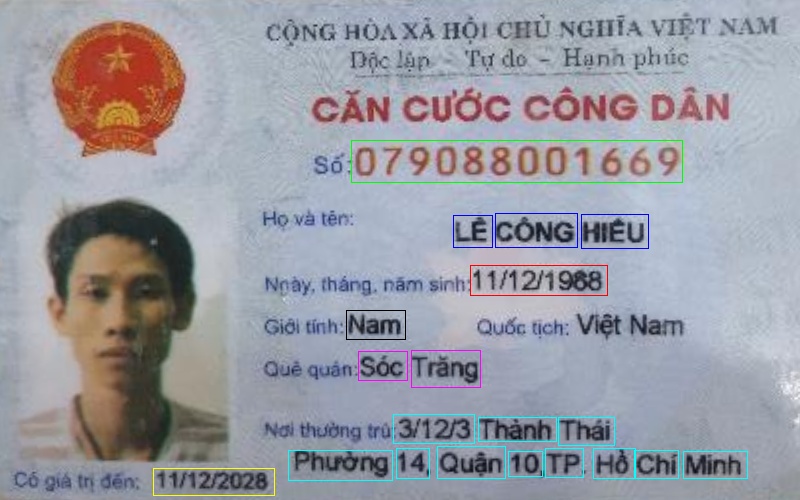 CỘNG HÒA XÃ HỘI CHỦ NGHĨA VIỆT NAM
Độc lập - Tự do - Hạnh phúc
CĂN CƯỚC CÔNG DÂN
Số: 079088001669
Họ và tên:
LÊ CÔNG HIẾU
Ngày, tháng, năm sinh: 11/12/1988
Giới tính: Nam Quốc tịch: Việt Nam
Quê quán: Sóc Trăng
Nơi thường trú: 3/12/3 Thành Thái
Phường 14, Quận 10, TP. Hồ Chí Minh
Có giá trị đến: 11/12/2028